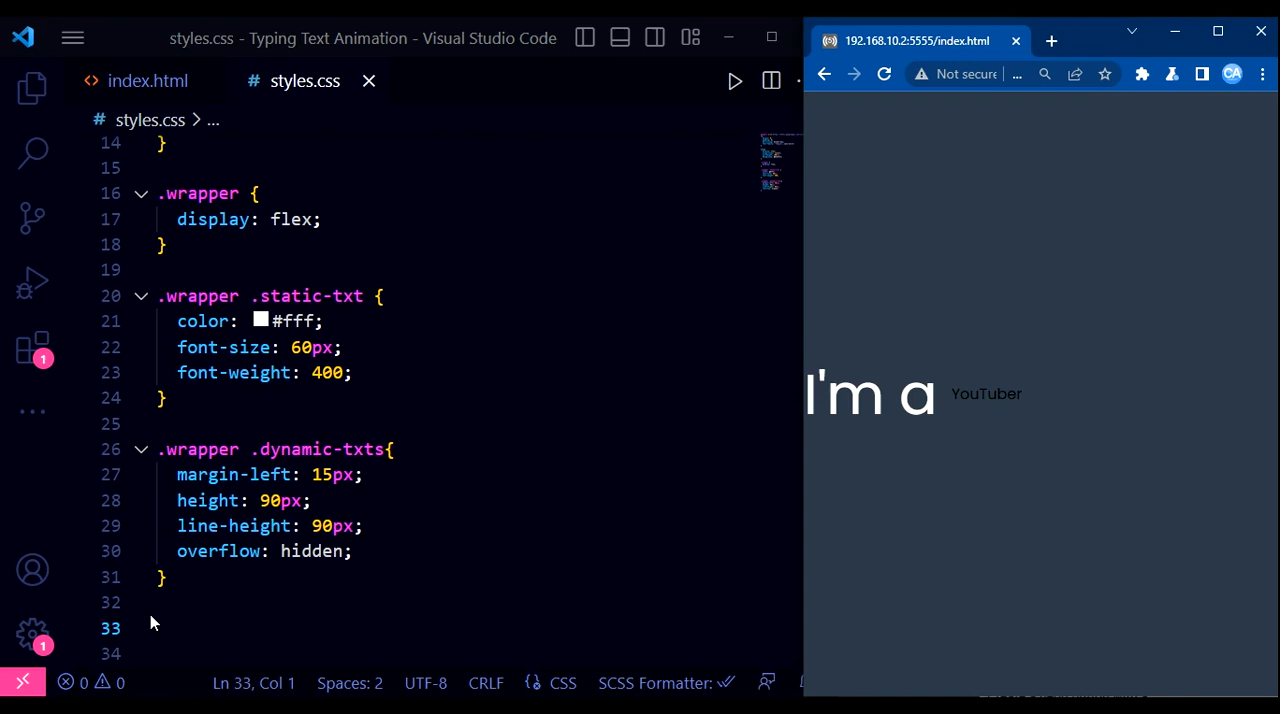 styles.css - Typing Text Animation - Visual Studio Code
index.html
# styles.css
# styles.css > ...
14 }
15
16 .wrapper {
17 display: flex;
18 }
19
20 .wrapper .static-txt {
21 color: #fff;
22 font-size: 60px;
23 font-weight: 400;
24 }
25
26 .wrapper .dynamic-txts{
27 margin-left: 15px;
28 height: 90px;
29 line-height: 90px;
30 overflow: hidden;
31 }
32
33
34
1
1
0 0
Ln 33, Col 1
Spaces: 2
UTF-8
CRLF
CSS
SCSS Formatter:
192.168.10.2:5555/index.html
Not secure
...
CA
I'm a YouTuber